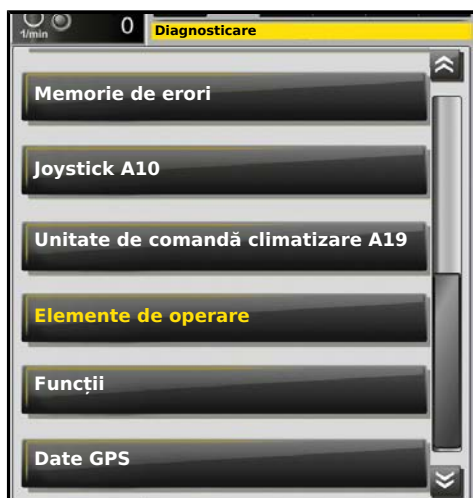 1/min
0
Diagnosticare
Memorie de erori
Joystick A10
Unitate de comandă climatizare A19
Elemente de operare
Funcții
Date GPS